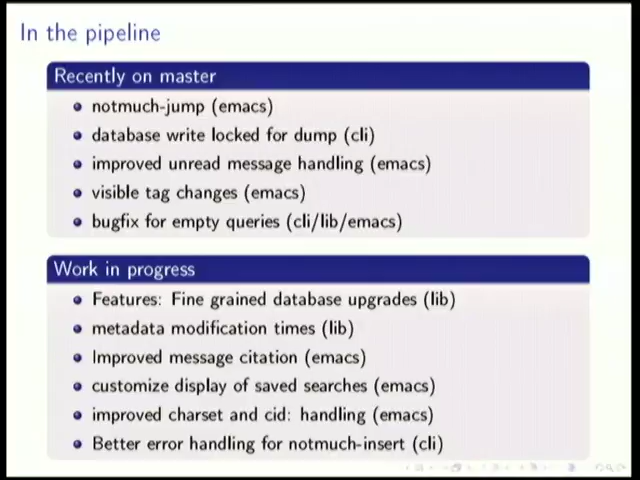 In the pipeline
Recently on master
notmuch-jump (emacs)
database write locked for dump (cli)
improved unread message handling (emacs)
visible tag changes (emacs)
bugfix for empty queries (cli/lib/emacs)
Work in progress
Features: Fine grained database upgrades (lib)
metadata modification times (lib)
Improved message citation (emacs)
customize display of saved searches (emacs)
improved charset and cid: handling (emacs)
Better error handling for notmuch-insert (cli)